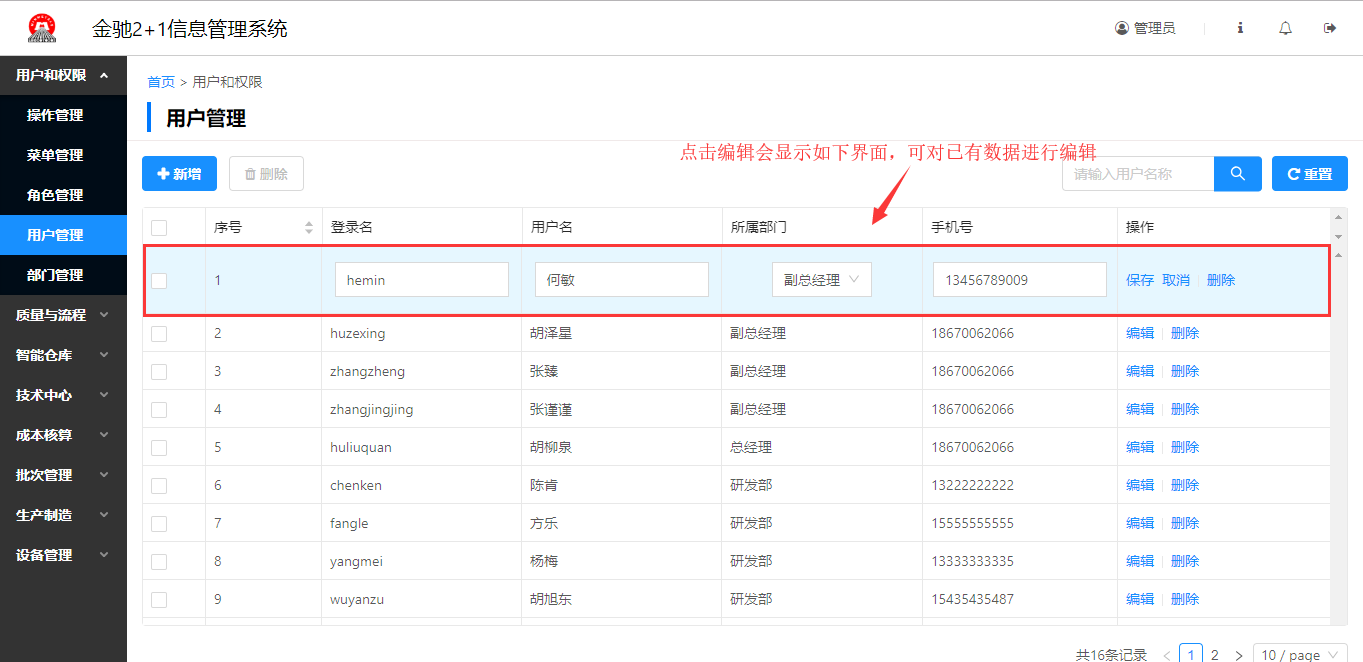 金驰2+1信息管理系统
管理员
用户和权限
操作管理
菜单管理
角色管理
用户管理
部门管理
质量与流程
智能仓库
技术中心
成本核算
批次管理
生产制造
设备管理
首页 > 用户和权限
用户管理
点击编辑会显示如下界面，可对已有数据进行编辑
新增 删除 请输入用户名称 重置
序号 登录名 用户名 所属部门 手机号 操作
1 hemin 何敏 副总经理 13456789009 保存 取消 删除
2 huzexing 胡泽星 副总经理 18670062066 编辑 删除
3 zhangzheng 张臻 副总经理 18670062066 编辑 删除
4 zhangjingjing 张谨谨 副总经理 18670062066 编辑 删除
5 huliuquan 胡柳泉 总经理 18670062066 编辑 删除
6 chenken 陈肯 研发部 13222222222 编辑 删除
7 fangle 方乐 研发部 15555555555 编辑 删除
8 yangmei 杨梅 研发部 13333333335 编辑 删除
9 wuyanzu 胡旭东 研发部 15435435487 编辑 删除
共16条记录 < 1 2 > 10 / page